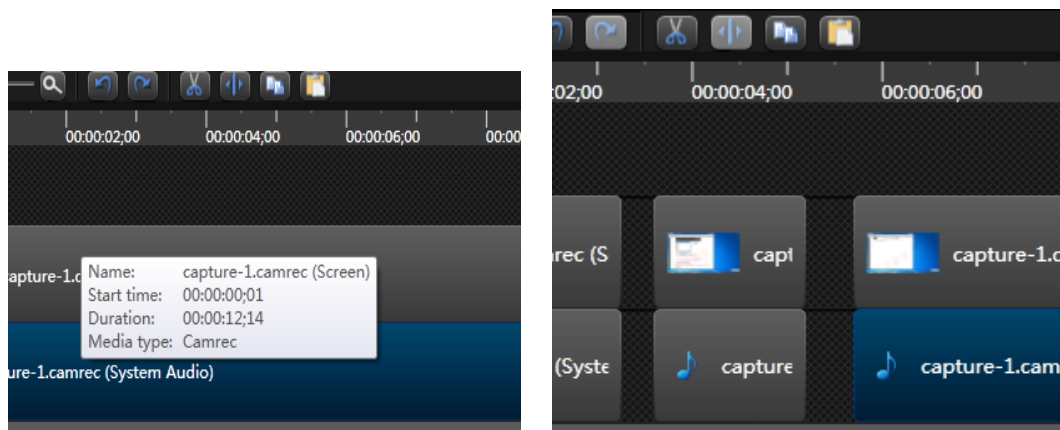 00:00:02;00 00:00:04;00 00:00:06;00 00:00
apture-1.c
Name: capture-1.camrec (Screen)
Start time: 00:00:00;01
Duration: 00:00:12;14
Media type: Camrec
ure-1.camrec (System Audio)
:02;00 00:00:04;00 00:00:06;00
rec (S capt capture-1.c
(Syste capture capture-1.cam